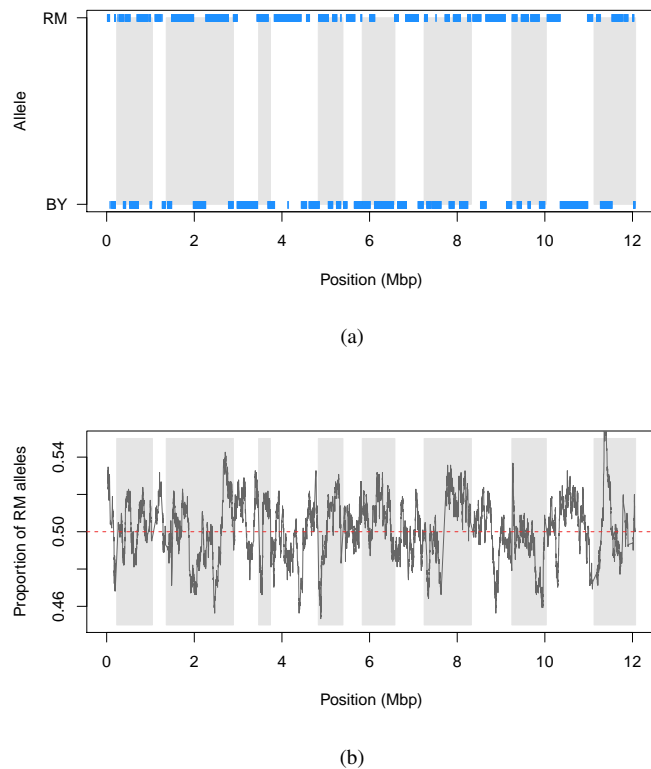 RM
Allele
BY
0 2 4 6 8 10 12
Position (Mbp)
(a)
Proportion of RM alleles
0.54
0.50
0.46
0 2 4 6 8 10 12
Position (Mbp)
(b)